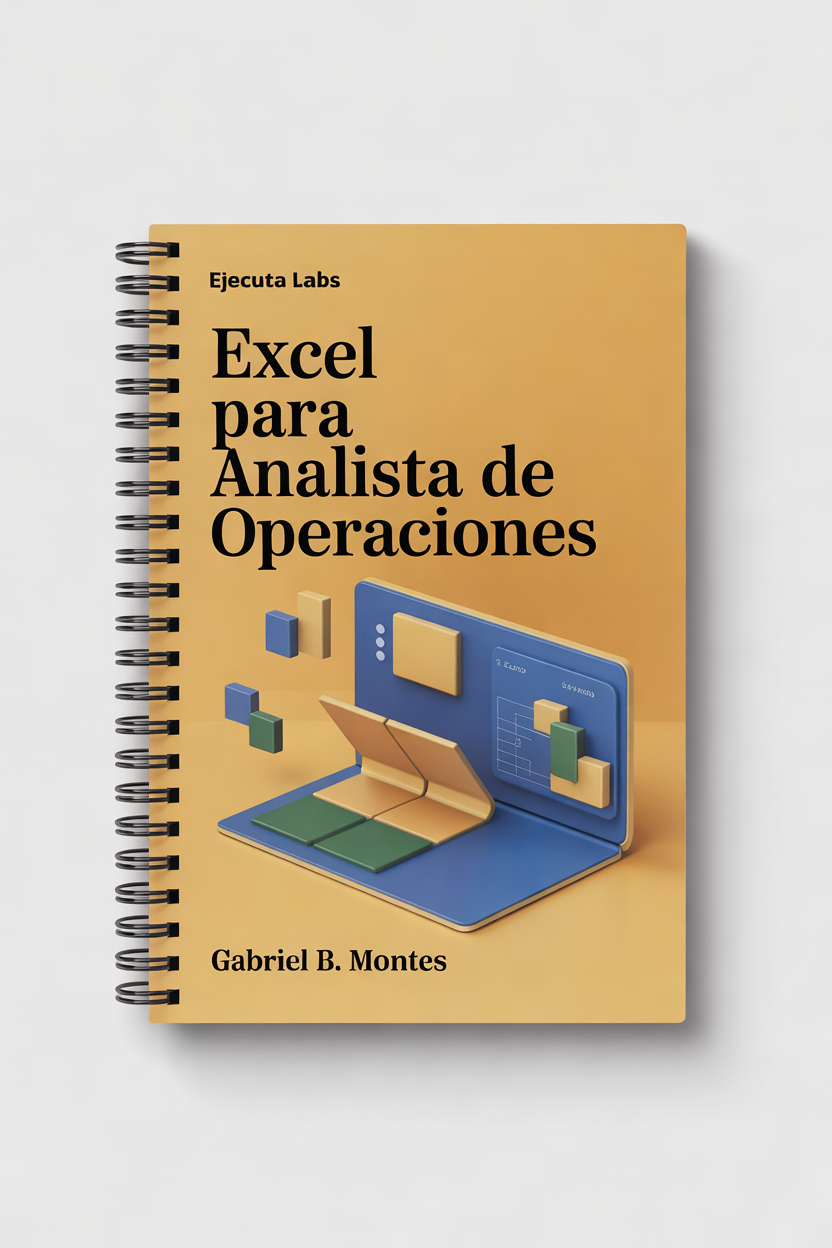 Ejecuta Labs
Excel
para
Analista de
Operaciones
Gabriel B. Montes